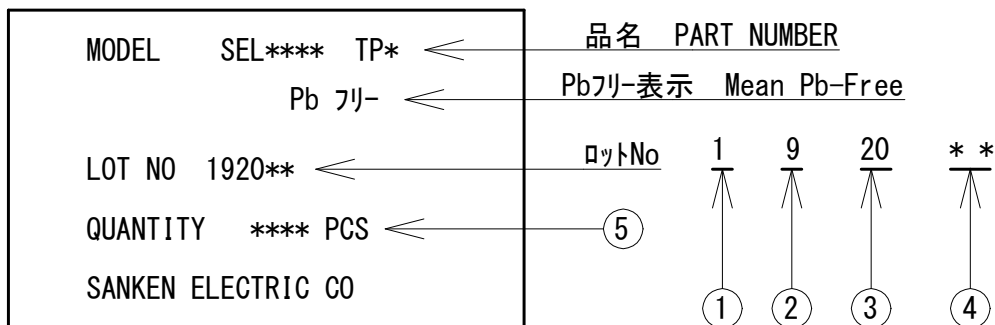 MODEL SEL**** TP*
品名 PART NUMBER
Pb フリー
Pbフリー表示 Mean Pb-Free
LOT NO 1920**
ロットNo 1 9 20 **
QUANTITY **** PCS
⑤
SANKEN ELECTRIC CO
① ② ③ ④